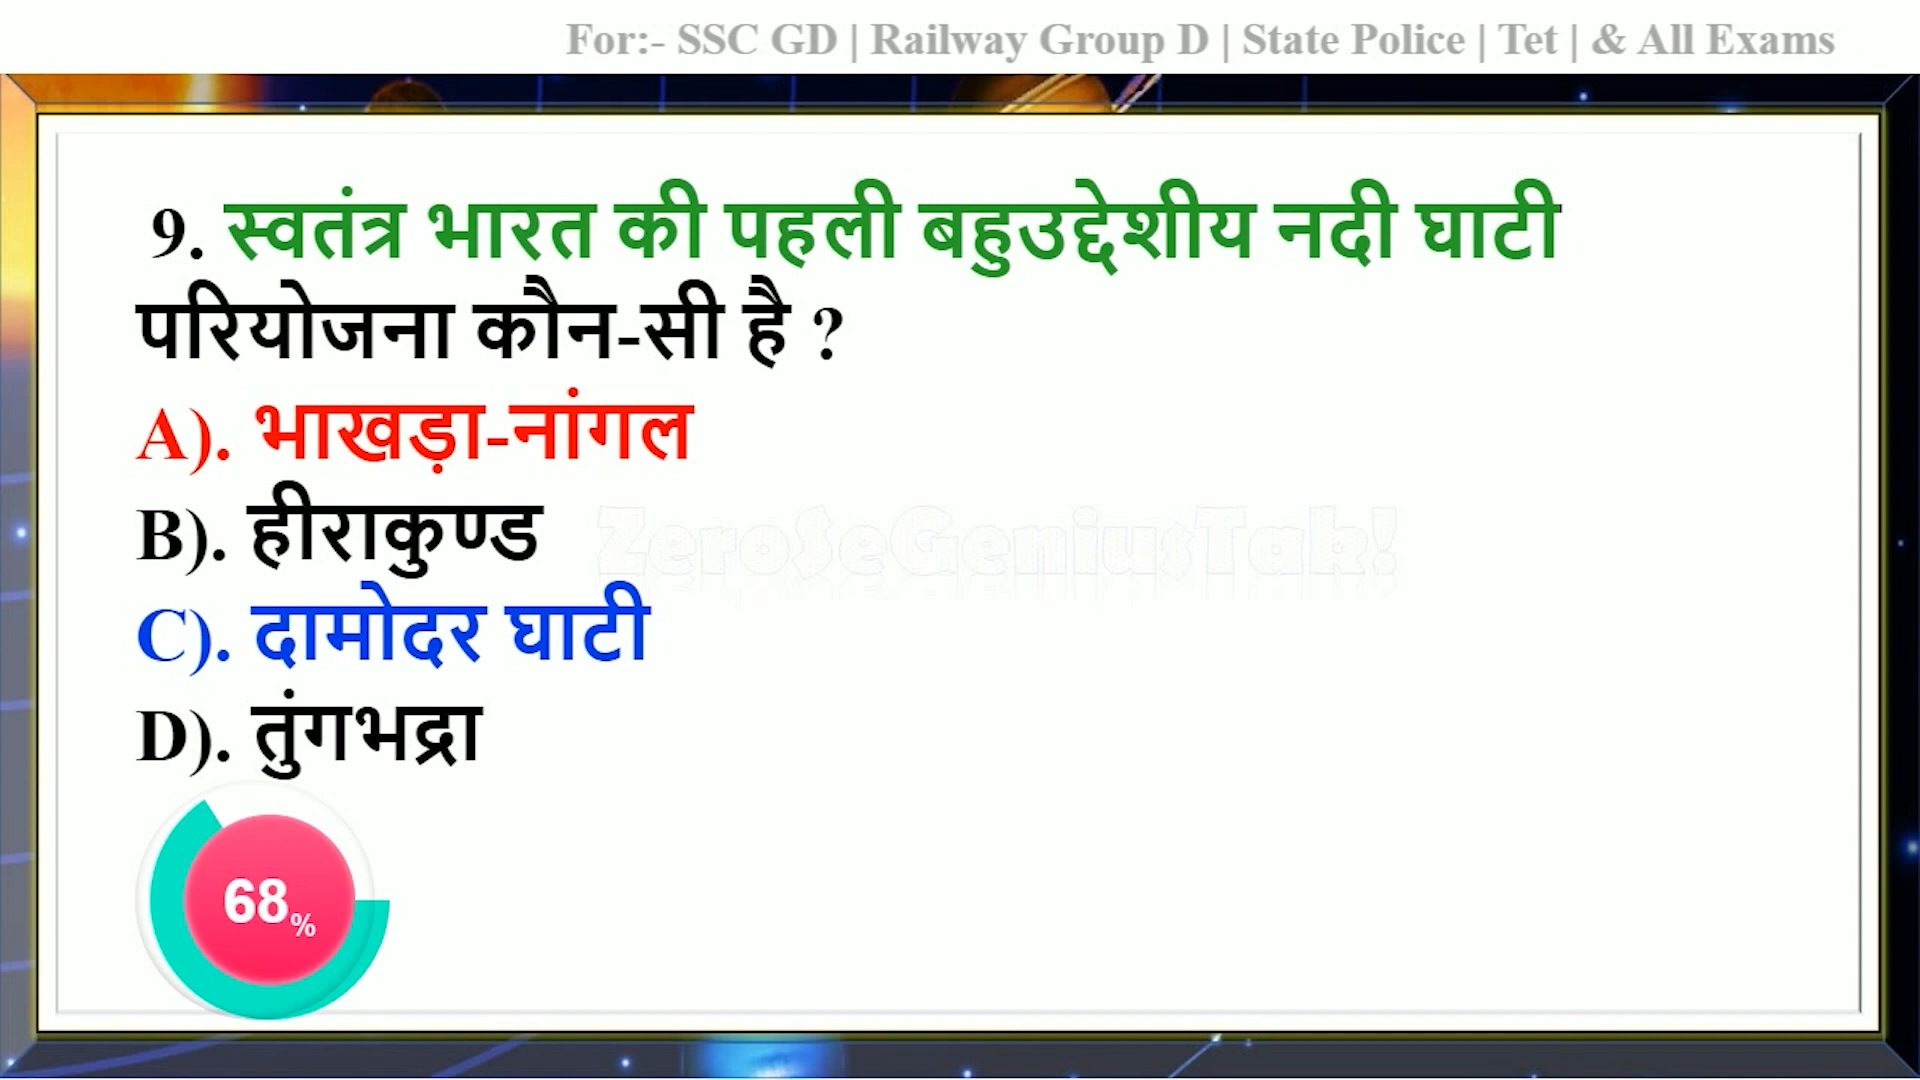 For:- SSC GD | Railway Group D | State Police | Tet | & All Exams
9. स्वतंत्र भारत की पहली बहुउद्देशीय नदी घाटी
परियोजना कौन-सी है ?
A). भाखड़ा-नांगल
B). हीराकुण्ड
ZeroSeGeniusTak!
C). दामोदर घाटी
D). तुंगभद्रा
68%